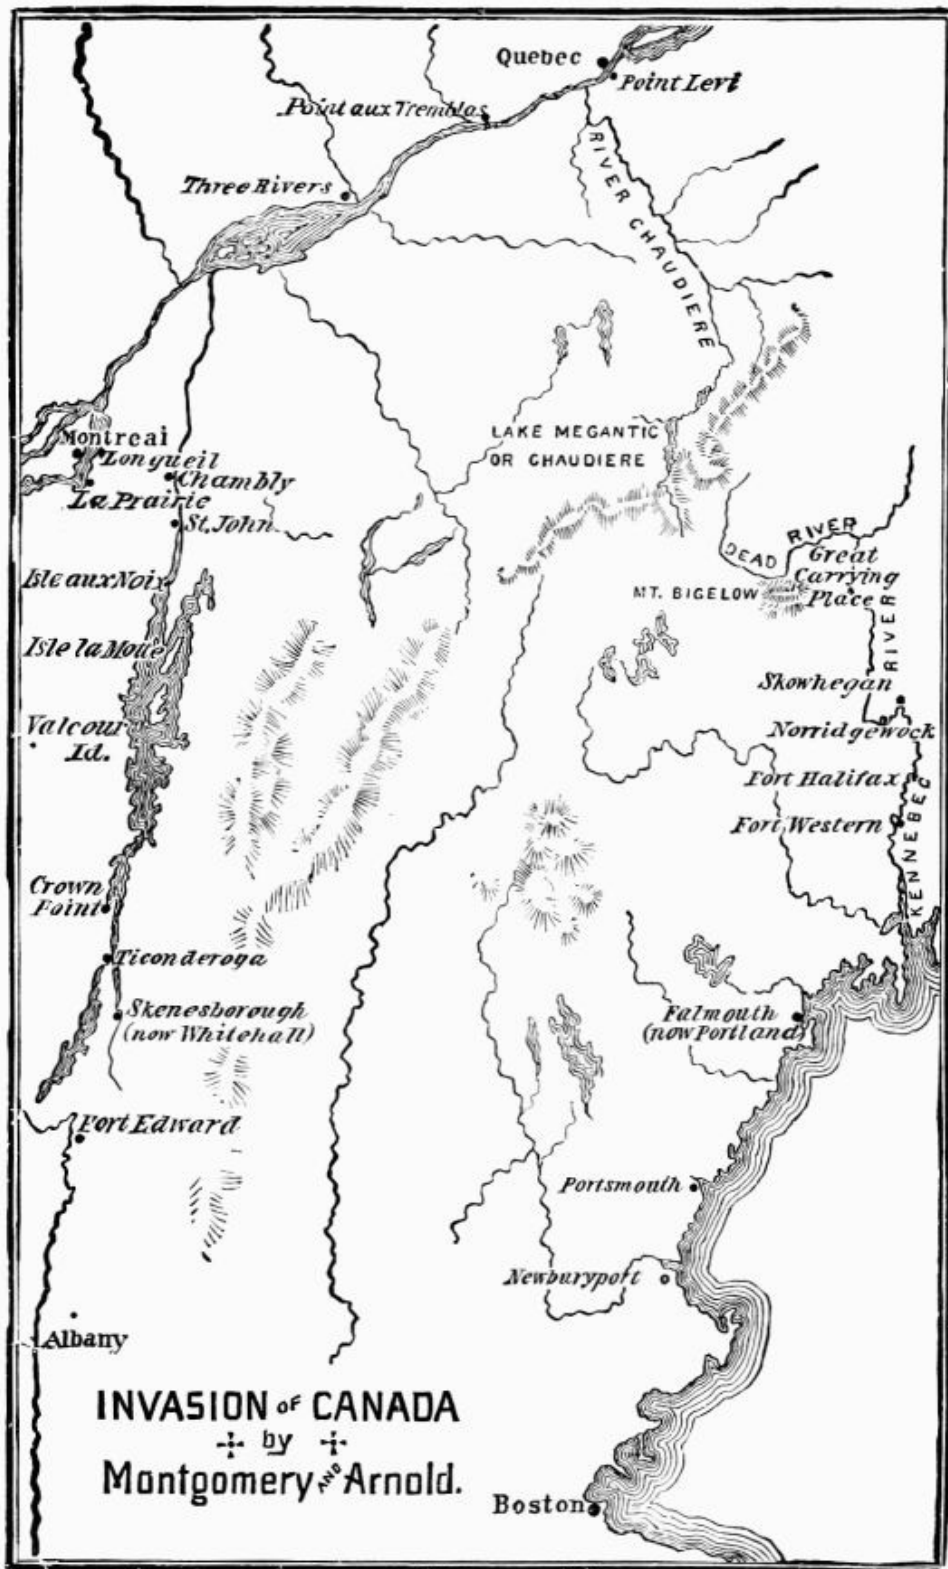 Quebec
Point Levi
Point aux Trembles
Three Rivers
RIVER CHAUDIERE
LAKE MEGANTIC
OR CHAUDIERE
Montreal
Longueil
Chambly
La Prairie
St. John
DEAD RIVER
Great
Carrying
Place
Isle aux Noix
MT. BIGELOW
RIVER
Isle la Motte
Skowhegan
Valcour
Id.
Norridgewock
Fort Halifax
Fort Western
KENNEBEC
Crown
Point
Ticonderoga
Skenesborough
(now Whitehall)
Falmouth
(now Portland)
Fort Edward
Portsmouth
Newburyport
Albany
INVASION OF CANADA
by
Montgomery AND Arnold.
Boston